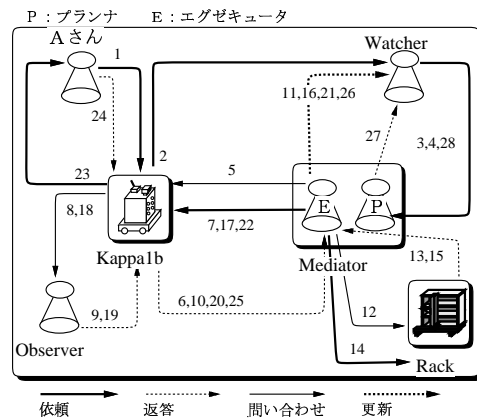 P：プランナ　　E：エグゼキュータ
Aさん
1
Watcher
11,16,21,26
24
27
3,4,28
2
5
23
8,18
E
P
7,17,22
Kappa1b
Mediator
13,15
9,19
6,10,20,25
12
Observer
14
Rack
依頼　返答　問い合わせ　更新